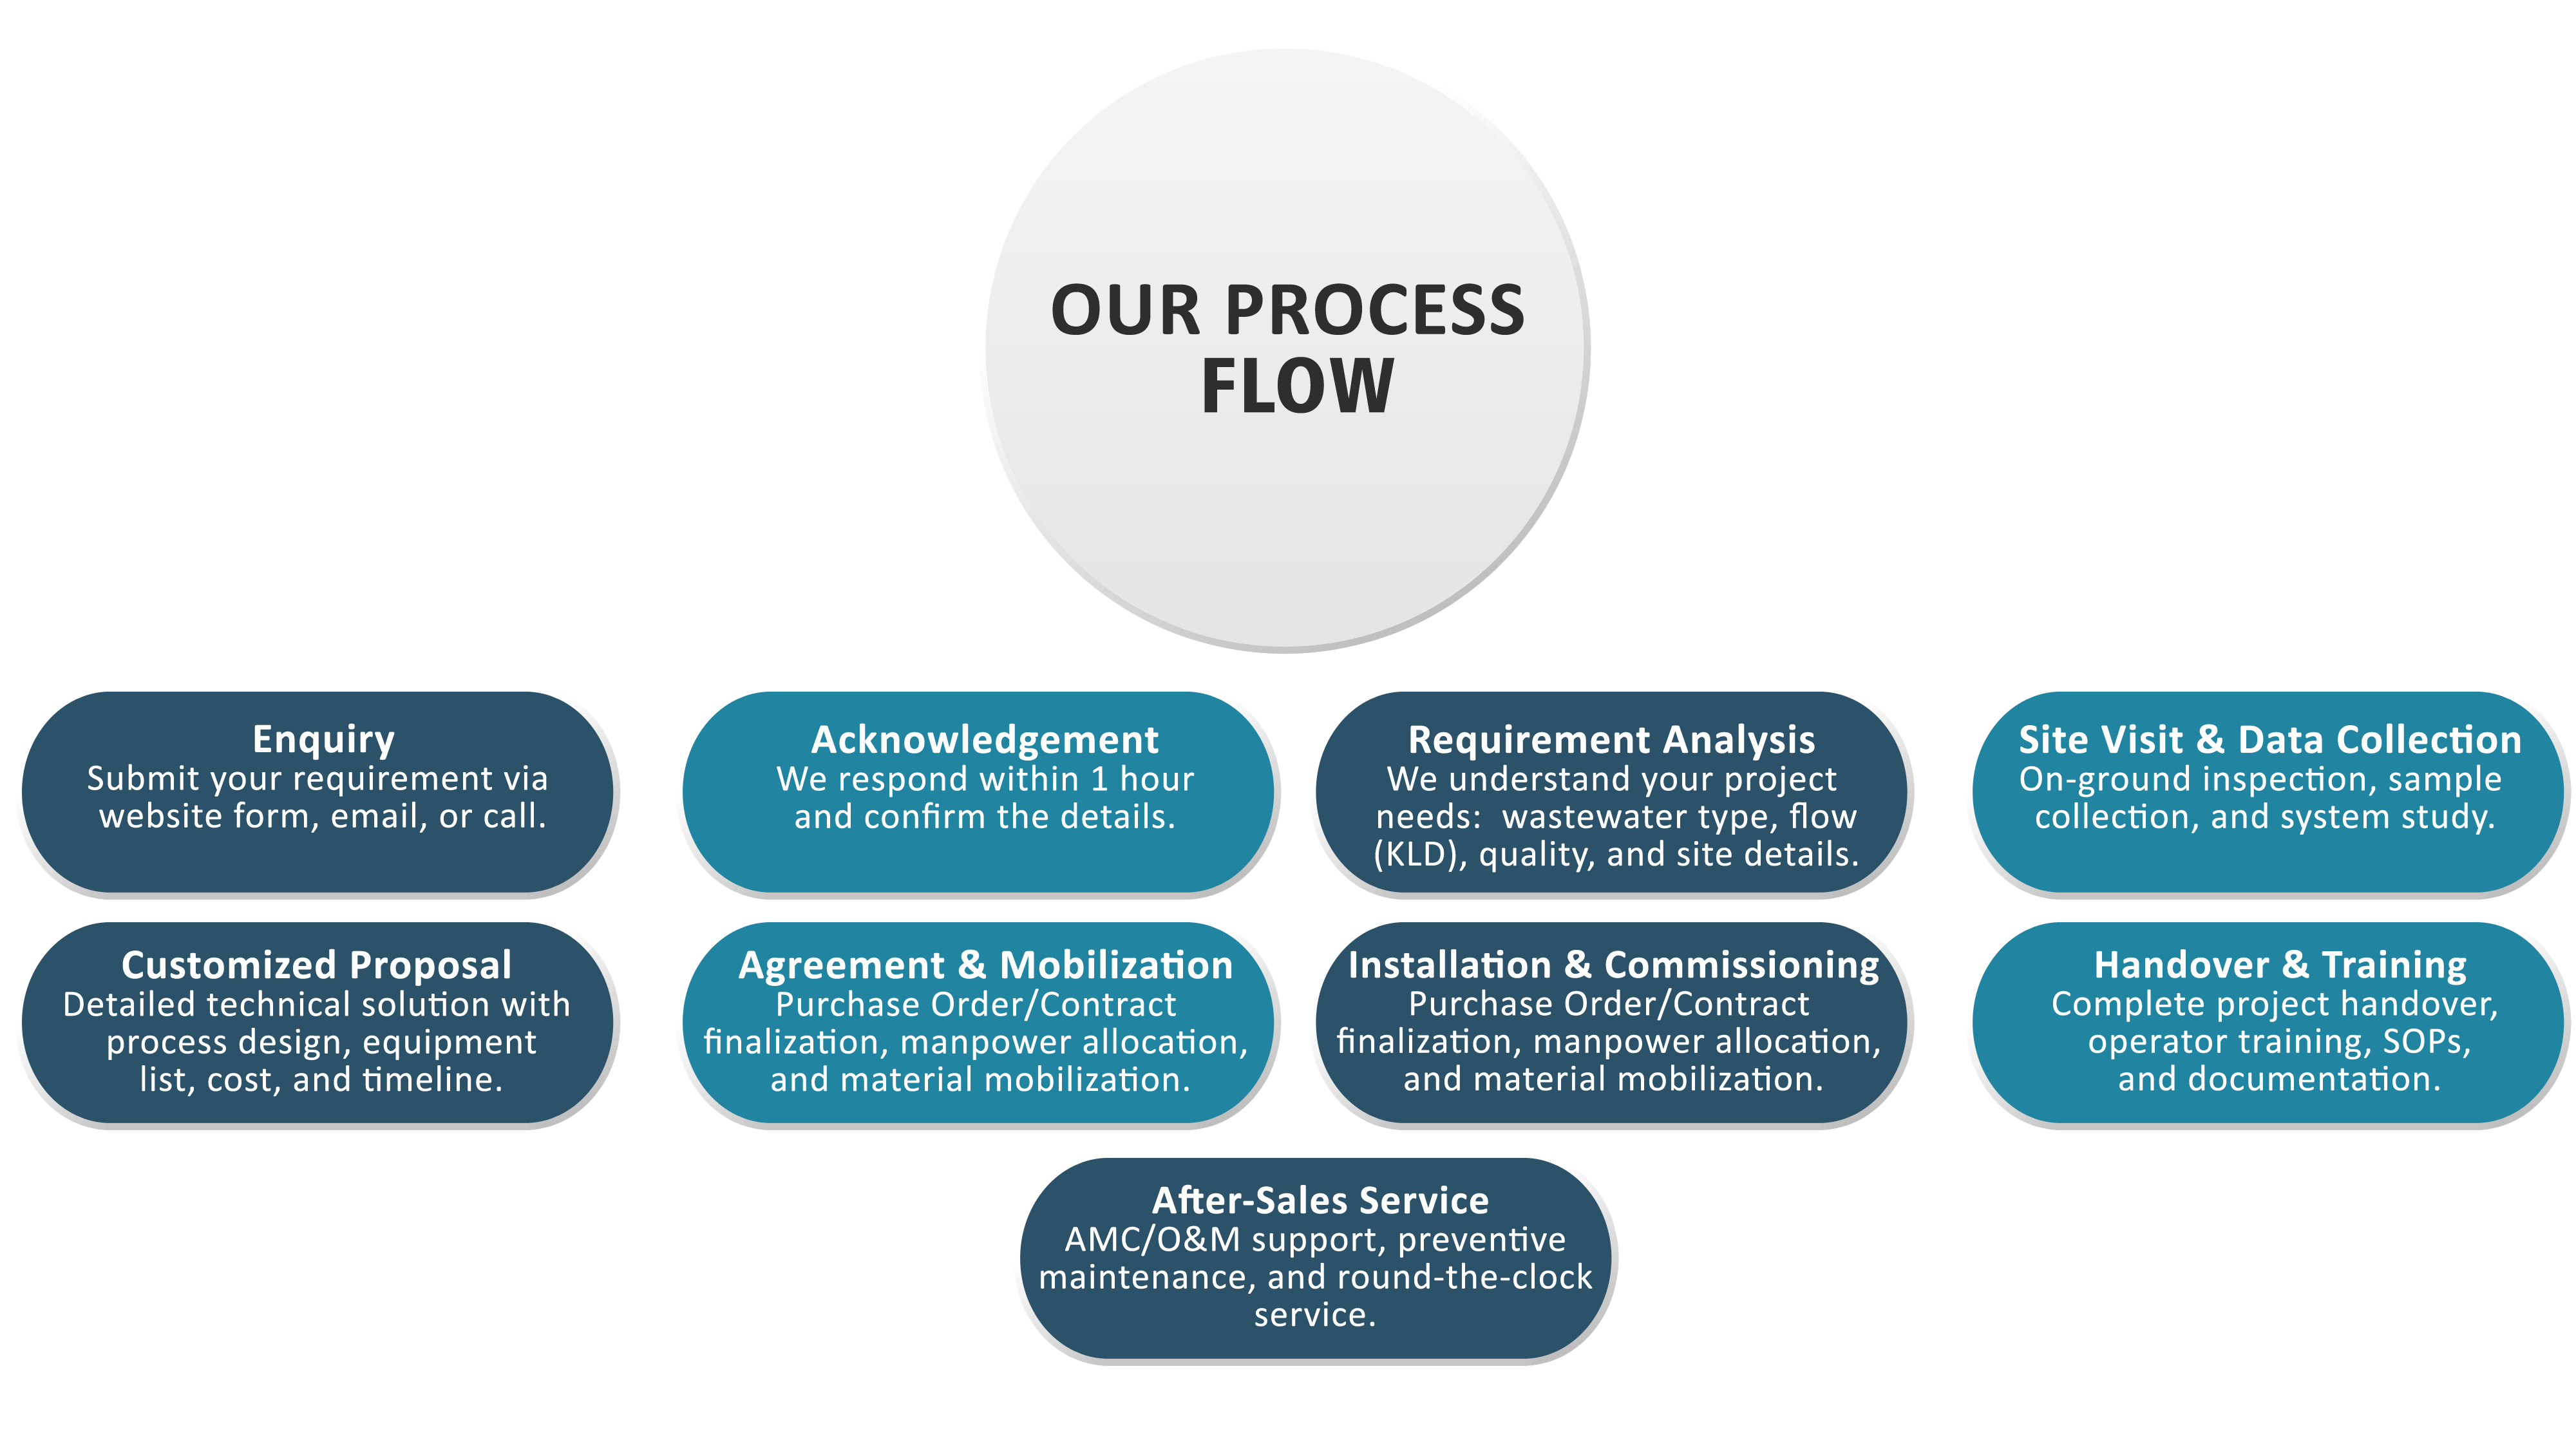 OUR PROCESS
FLOW
Enquiry
Submit your requirement via
website form, email, or call.
Acknowledgement
We respond within 1 hour
and confirm the details.
Requirement Analysis
We understand your project
needs:  wastewater type, flow
(KLD), quality, and site details.
Site Visit & Data Collection
On-ground inspection, sample
collection, and system study.
Customized Proposal
Detailed technical solution with
process design, equipment
list, cost, and timeline.
Agreement & Mobilization
Purchase Order/Contract
finalization, manpower allocation,
and material mobilization.
Installation & Commissioning
Purchase Order/Contract
finalization, manpower allocation,
and material mobilization.
Handover & Training
Complete project handover,
operator training, SOPs,
and documentation.
After-Sales Service
AMC/O&M support, preventive
maintenance, and round-the-clock
service.